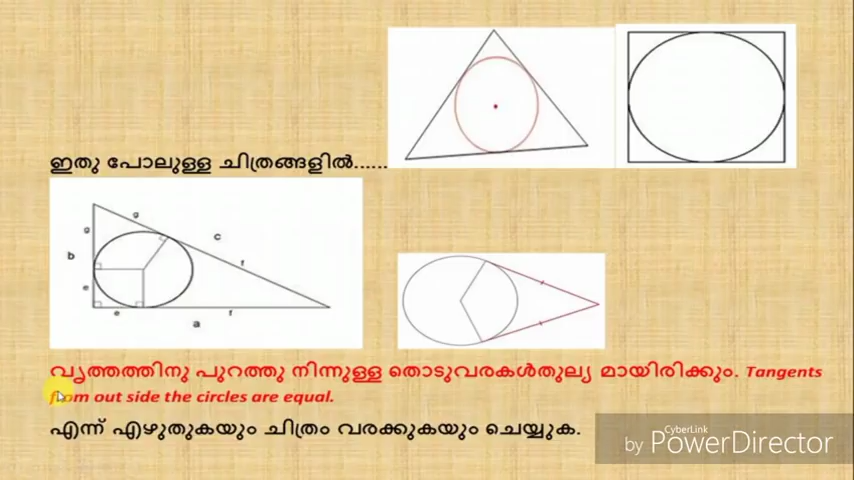 ഇതു പോലുള്ള ചിത്രങ്ങളിൽ......
g
g
c
b
r
e
e
r
a
വൃത്തത്തിനു പുറത്തു നിന്നുള്ള തൊടുവരകൾതുല്യ മായിരിക്കും. Tangents
from out side the circles are equal.
എന്ന് എഴുതുകയും ചിത്രം വരക്കുകയും ചെയ്യുക.
CyberLink
by PowerDirector